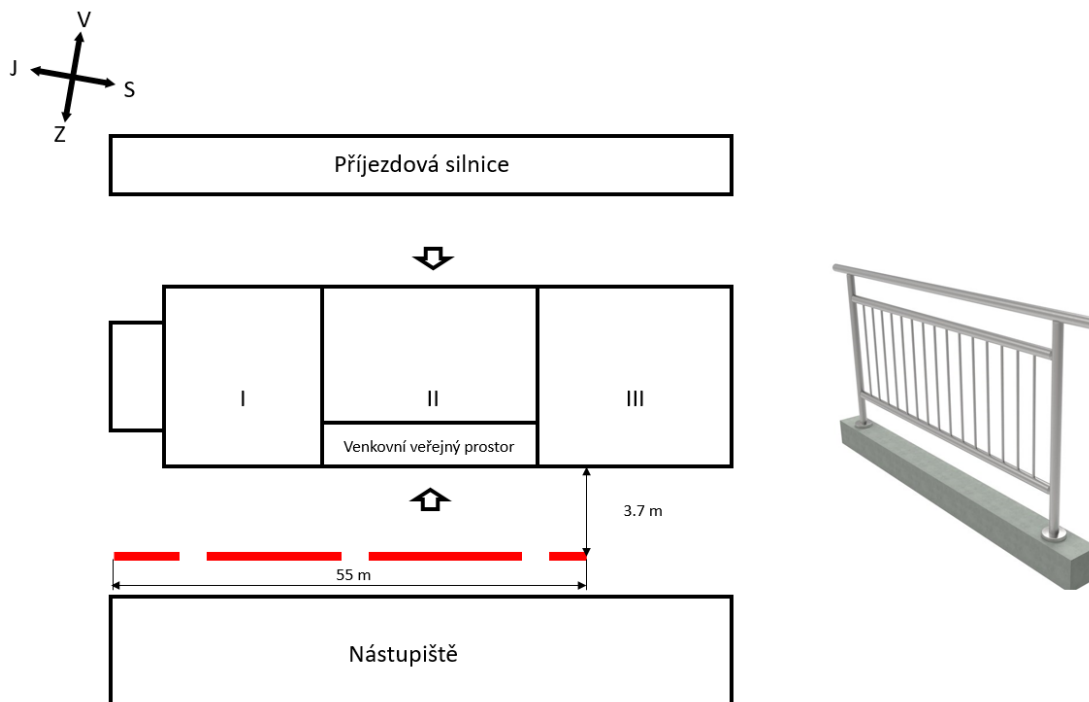 V
J
S
Z
Příjezdová silnice
I
II
III
Venkovní veřejný prostor
3.7 m
55 m
Nástupiště